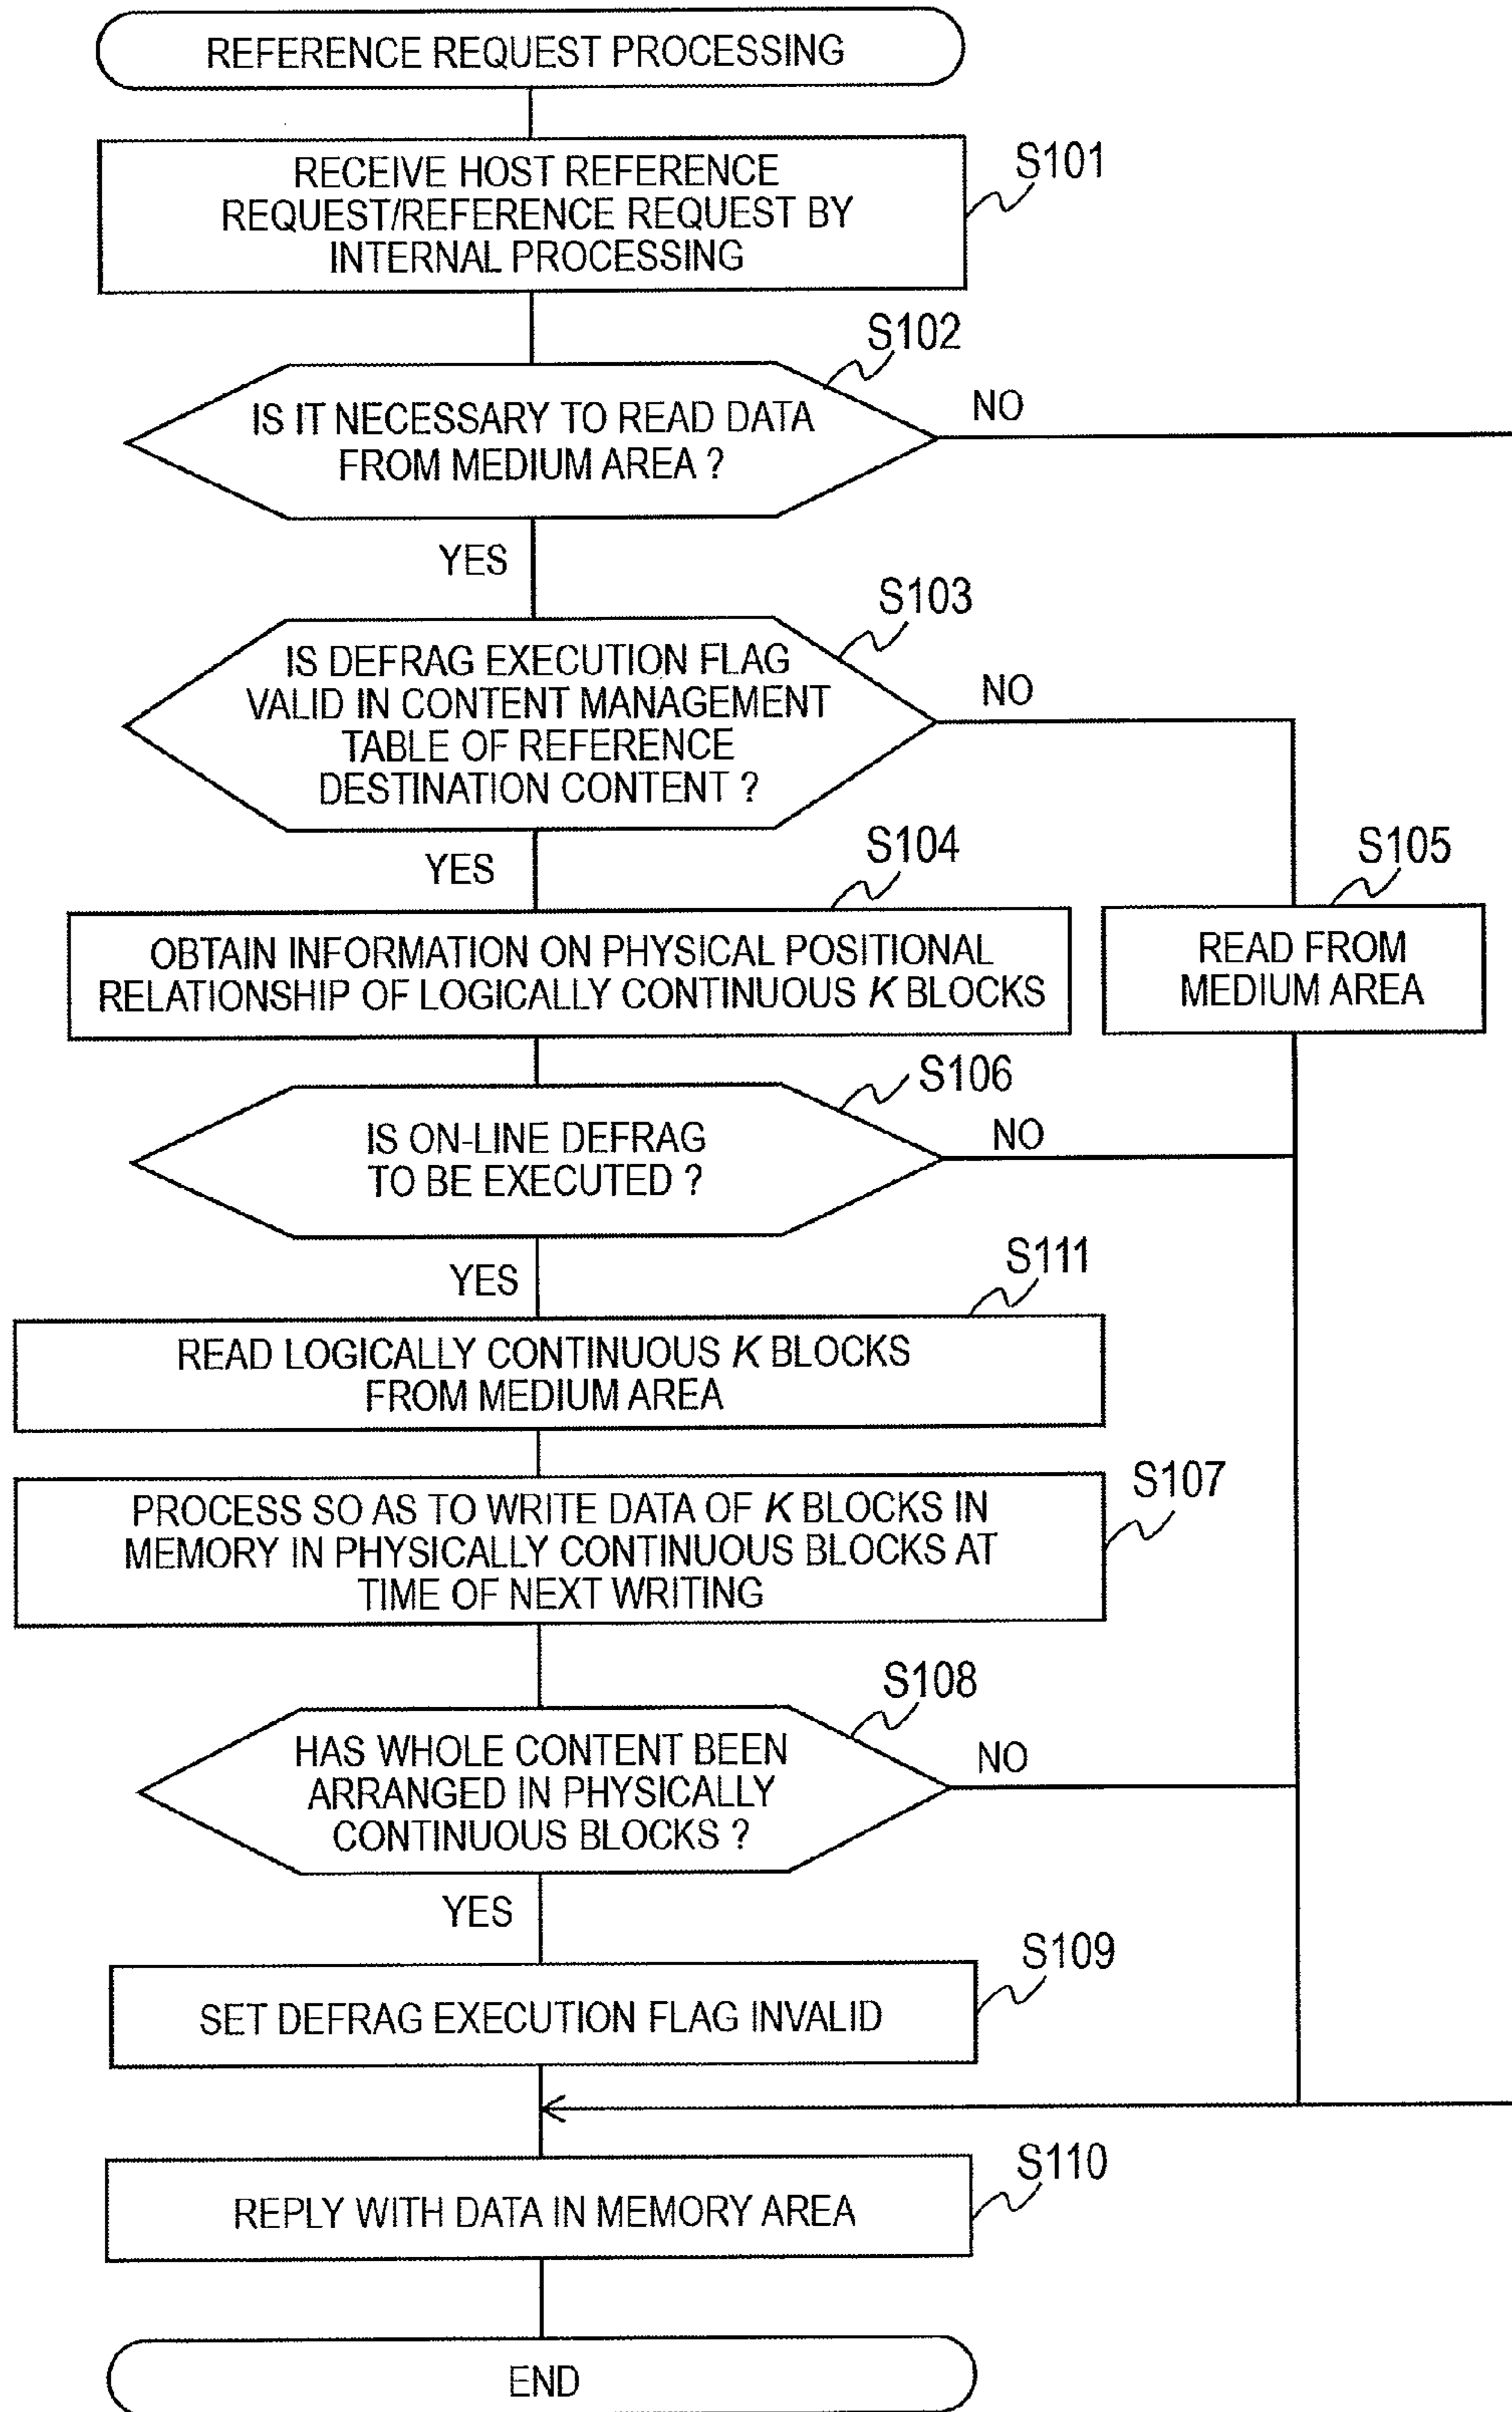 REFERENCE REQUEST PROCESSING
RECEIVE HOST REFERENCE
REQUEST/REFERENCE REQUEST BY
INTERNAL PROCESSING
S101
S102
IS IT NECESSARY TO READ DATA
FROM MEDIUM AREA ?
NO
YES
S103
IS DEFRAG EXECUTION FLAG
VALID IN CONTENT MANAGEMENT
TABLE OF REFERENCE
DESTINATION CONTENT ?
NO
YES
S104
OBTAIN INFORMATION ON PHYSICAL POSITIONAL
RELATIONSHIP OF LOGICALLY CONTINUOUS K BLOCKS
S105
READ FROM
MEDIUM AREA
S106
IS ON-LINE DEFRAG
TO BE EXECUTED ?
NO
YES
S111
READ LOGICALLY CONTINUOUS K BLOCKS
FROM MEDIUM AREA
S107
PROCESS SO AS TO WRITE DATA OF K BLOCKS IN
MEMORY IN PHYSICALLY CONTINUOUS BLOCKS AT
TIME OF NEXT WRITING
S108
HAS WHOLE CONTENT BEEN
ARRANGED IN PHYSICALLY
CONTINUOUS BLOCKS ?
NO
YES
S109
SET DEFRAG EXECUTION FLAG INVALID
S110
REPLY WITH DATA IN MEMORY AREA
END